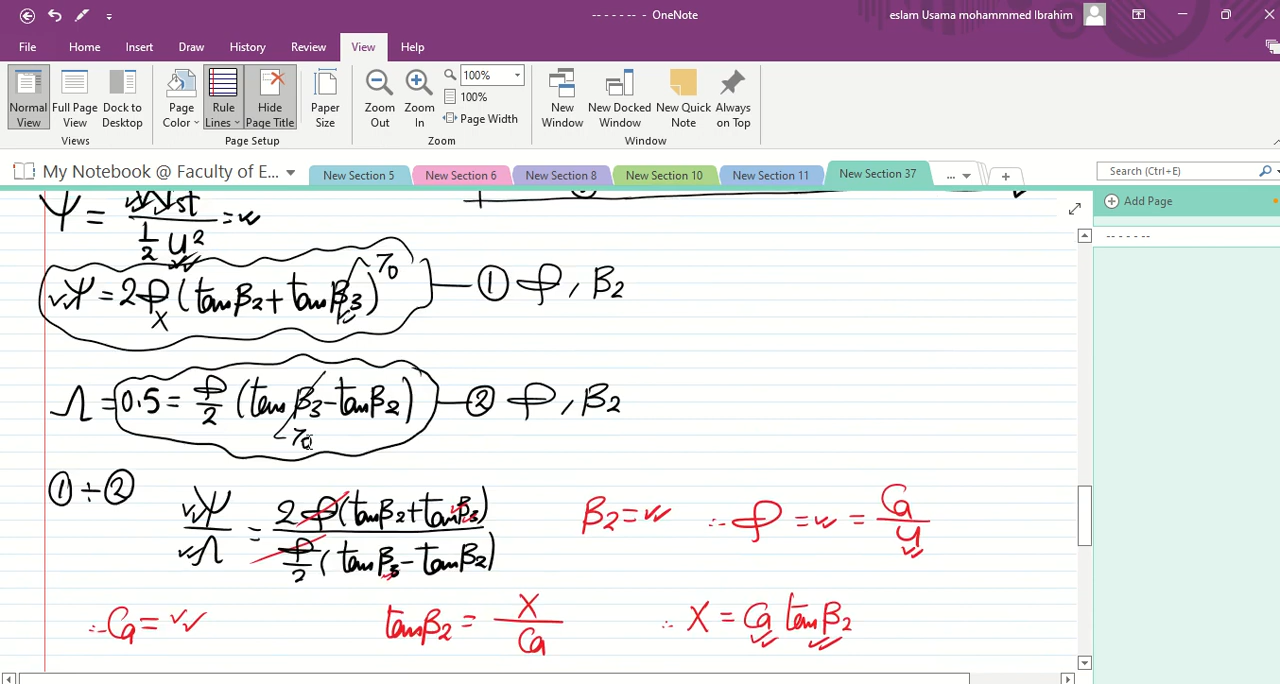 ------ - OneNote
eslam Usama mohammmed Ibrahim
File Home Insert Draw History Review View Help
Normal View
Full Page View
Dock to Desktop
Page Color
Rule Lines
Hide Page Title
Paper Size
Zoom Out
Zoom In
100%
100%
Page Width
New Window
New Docked Window
New Quick Note
Always on Top
Views
Page Setup
Zoom
Window
My Notebook @ Faculty of E...
New Section 5
New Section 6
New Section 8
New Section 10
New Section 11
New Section 37
...
Search (Ctrl+E)
Add Page
------
Ψ = st / ½ U² = ✓
✓✓Ψ = 2φ (tanβ2 + tanβ3) — ① φ, β2
70
X
Λ = 0.5 = φ/2 (tanβ3 - tanβ2) — ② φ, β2
70
① ÷ ②
✓✓Ψ / ✓✓Λ = 2φ(tanβ2 + tanβ3) / φ/2 (tanβ3 - tanβ2)
β2 = ✓✓ ∴ φ = ✓✓ = Ca / U
∴ Ca = ✓✓ tanβ2 = X / Ca ∴ X = Ca tanβ2